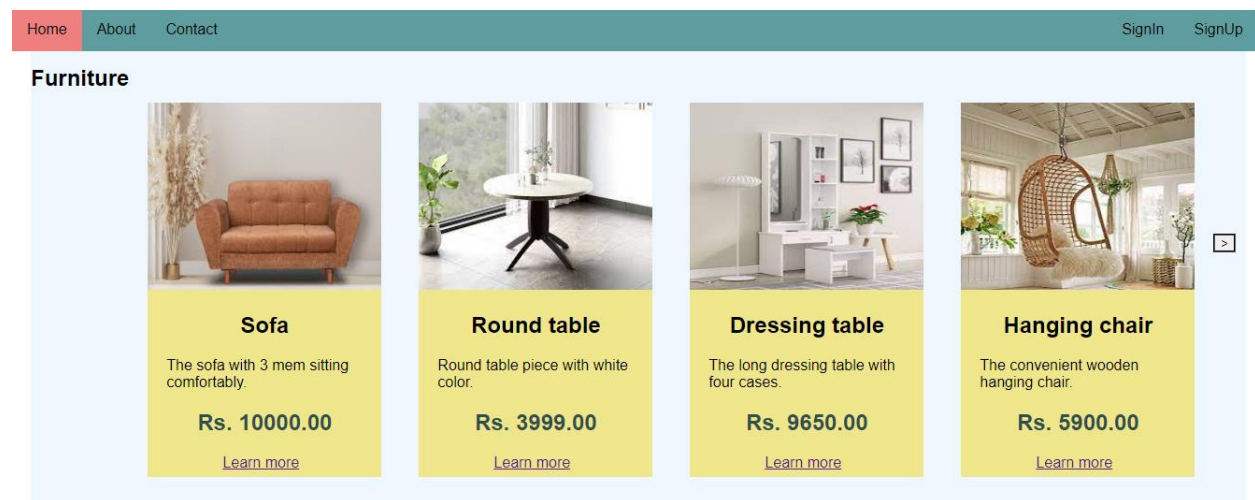 Home About Contact SignIn SignUp
Furniture
>
Sofa
The sofa with 3 mem sitting
comfortably.
Rs. 10000.00
Learn more
Round table
Round table piece with white
color.
Rs. 3999.00
Learn more
Dressing table
The long dressing table with
four cases.
Rs. 9650.00
Learn more
Hanging chair
The convenient wooden
hanging chair.
Rs. 5900.00
Learn more